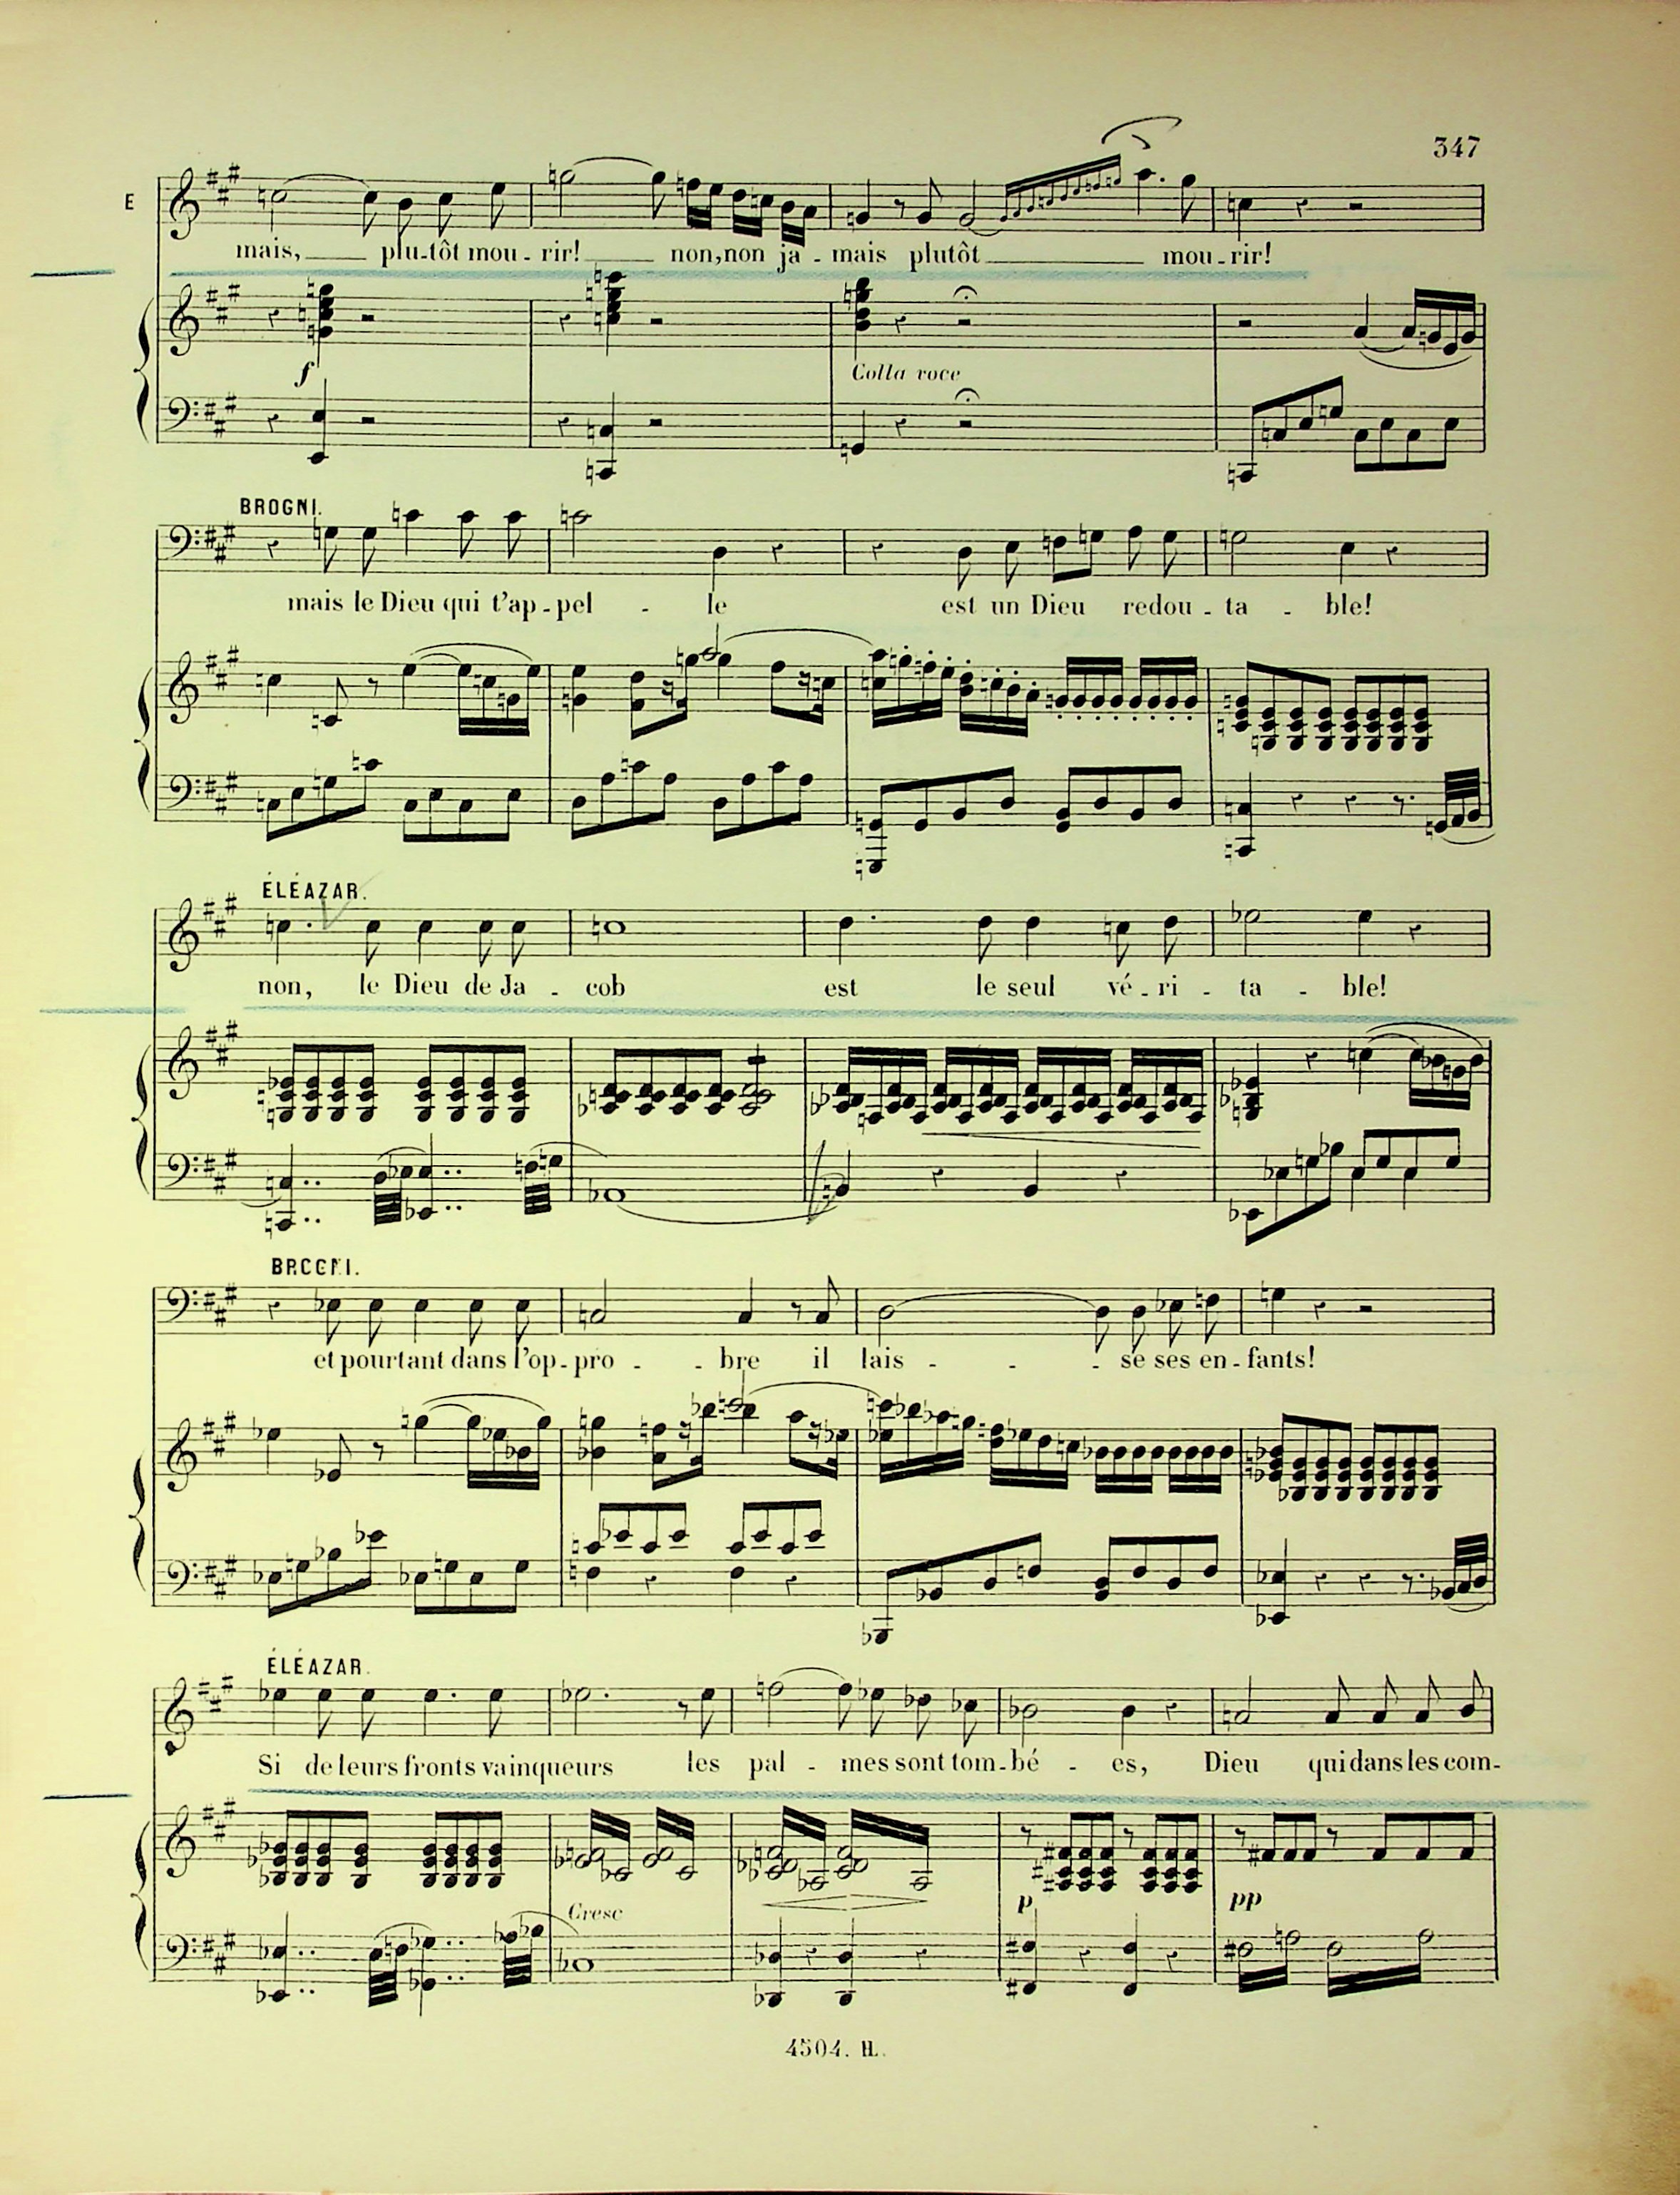 347
E
mais, plu-tôt mou-rir! non,non ja-mais plutôt mou-rir!
f
Colla voce
BROGNI.
mais le Dieu qui t'ap-pel-le est un Dieu redou-ta-ble!
ÉLÉAZAR.
non, le Dieu de Ja-cob est le seul vé-ri-ta-ble!
BROGNI.
et pourtant dans l'op-pro-bre il lais-se ses en-fants!
ÉLÉAZAR.
Si de leurs fronts vainqueurs les pal-mes sont tom-bé-es, Dieu qui dans les com-
Cresc
p
pp
4504. H.